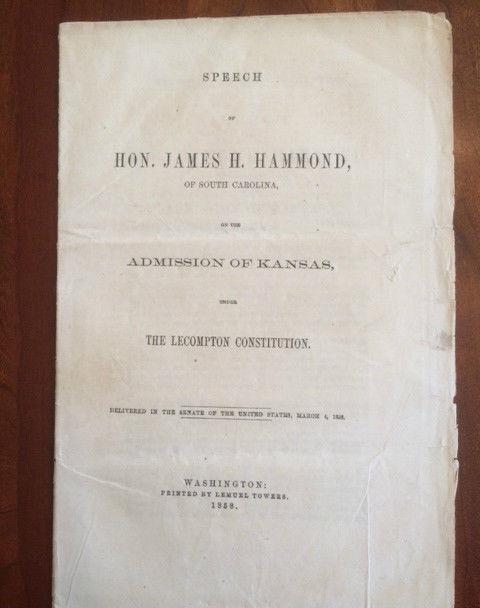 SPEECH
OF
HON. JAMES H. HAMMOND,
OF SOUTH CAROLINA,
ON THE
ADMISSION OF KANSAS,
UNDER
THE LECOMPTON CONSTITUTION.
DELIVERED IN THE SENATE OF THE UNITED STATES, MARCH 4, 1858.
WASHINGTON:
PRINTED BY LEMUEL TOWERS.
1858.